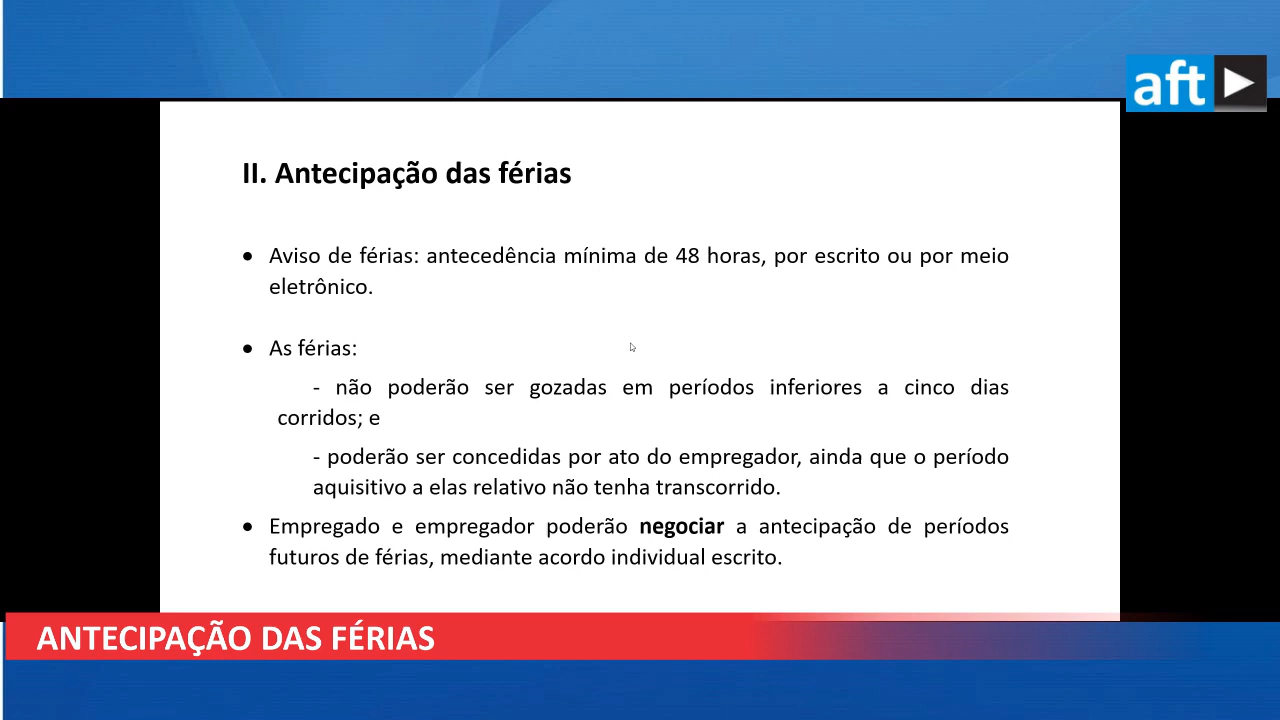 aft
II. Antecipação das férias
• Aviso de férias: antecedência mínima de 48 horas, por escrito ou por meio
eletrônico.
• As férias:
- não poderão ser gozadas em períodos inferiores a cinco dias
corridos; e
- poderão ser concedidas por ato do empregador, ainda que o período
aquisitivo a elas relativo não tenha transcorrido.
• Empregado e empregador poderão negociar a antecipação de períodos
futuros de férias, mediante acordo individual escrito.
ANTECIPAÇÃO DAS FÉRIAS